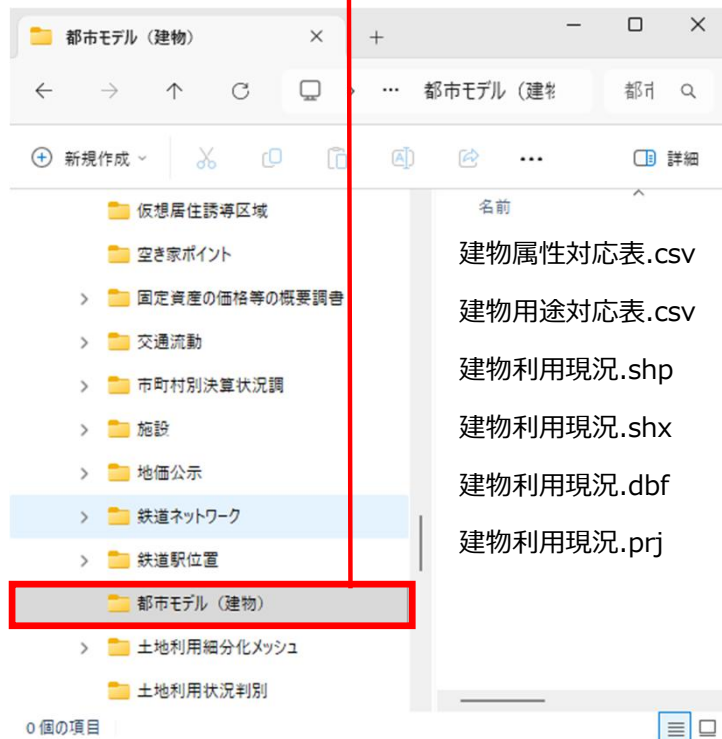 都市モデル（建物）
都市モデル（建
都市
新規作成
詳細
仮想居住誘導区域
空き家ポイント
固定資産の価格等の概要調書
交通流動
市町村別決算状況調
施設
地価公示
鉄道ネットワーク
鉄道駅位置
都市モデル（建物）
土地利用細分化メッシュ
土地利用状況判別
名前
建物属性対応表.csv
建物用途対応表.csv
建物利用現況.shp
建物利用現況.shx
建物利用現況.dbf
建物利用現況.prj
0 個の項目